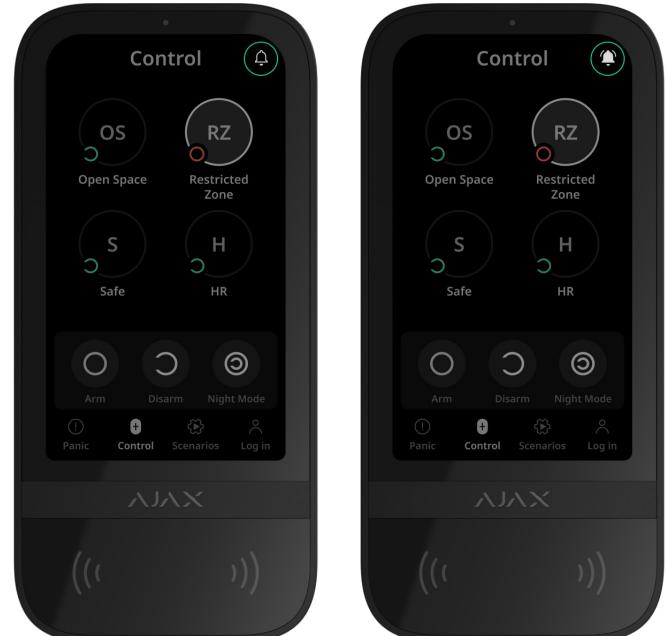 Control
OS
RZ
Open Space
Restricted
Zone
S
H
Safe
HR
Arm
Disarm
Night Mode
Panic
Control
Scenarios
Log in
AJAX
Control
OS
RZ
Open Space
Restricted
Zone
S
H
Safe
HR
Arm
Disarm
Night Mode
Panic
Control
Scenarios
Log in
AJAX